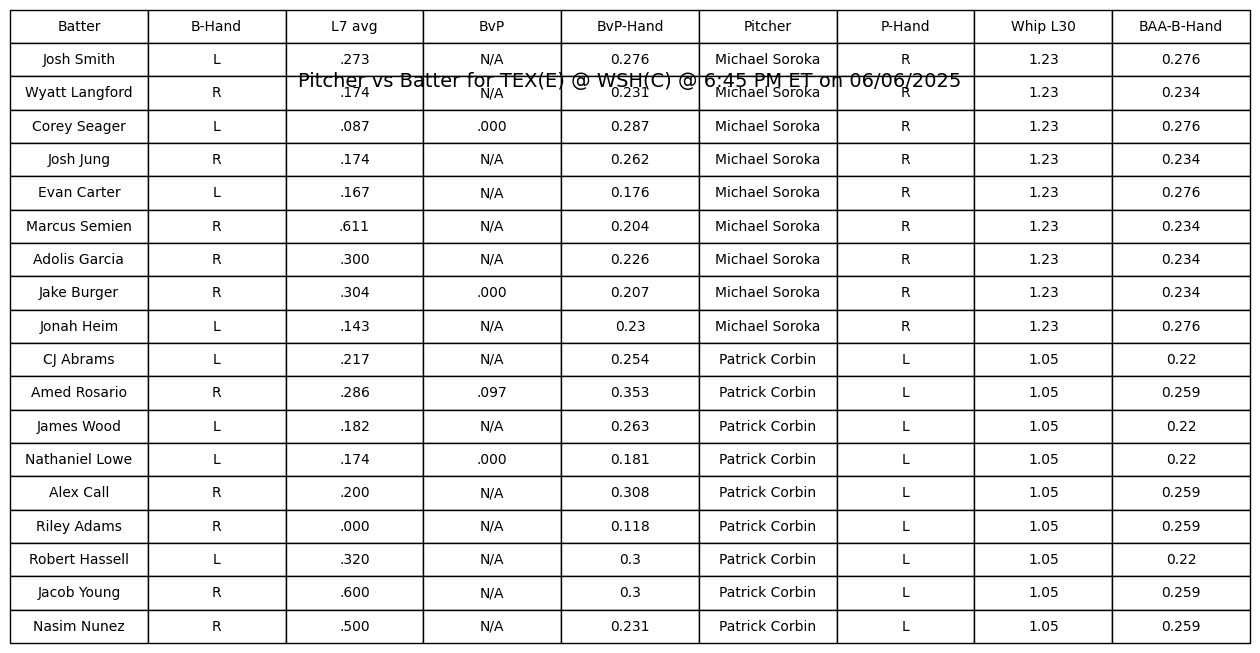 Batter B-Hand L7 avg BvP BvP-Hand Pitcher P-Hand Whip L30 BAA-B-Hand
Josh Smith L .273 N/A 0.276 Michael Soroka R 1.23 0.276
Pitcher vs Batter for TEX(E) @ WSH(C) @ 6:45 PM ET on 06/06/2025
Wyatt Langford R .174 N/A 0.231 Michael Soroka R 1.23 0.234
Corey Seager L .087 .000 0.287 Michael Soroka R 1.23 0.276
Josh Jung R .174 N/A 0.262 Michael Soroka R 1.23 0.234
Evan Carter L .167 N/A 0.176 Michael Soroka R 1.23 0.276
Marcus Semien R .611 N/A 0.204 Michael Soroka R 1.23 0.234
Adolis Garcia R .300 N/A 0.226 Michael Soroka R 1.23 0.234
Jake Burger R .304 .000 0.207 Michael Soroka R 1.23 0.234
Jonah Heim L .143 N/A 0.23 Michael Soroka R 1.23 0.276
CJ Abrams L .217 N/A 0.254 Patrick Corbin L 1.05 0.22
Amed Rosario R .286 .097 0.353 Patrick Corbin L 1.05 0.259
James Wood L .182 N/A 0.263 Patrick Corbin L 1.05 0.22
Nathaniel Lowe L .174 .000 0.181 Patrick Corbin L 1.05 0.22
Alex Call R .200 N/A 0.308 Patrick Corbin L 1.05 0.259
Riley Adams R .000 N/A 0.118 Patrick Corbin L 1.05 0.259
Robert Hassell L .320 N/A 0.3 Patrick Corbin L 1.05 0.22
Jacob Young R .600 N/A 0.3 Patrick Corbin L 1.05 0.259
Nasim Nunez R .500 N/A 0.231 Patrick Corbin L 1.05 0.259